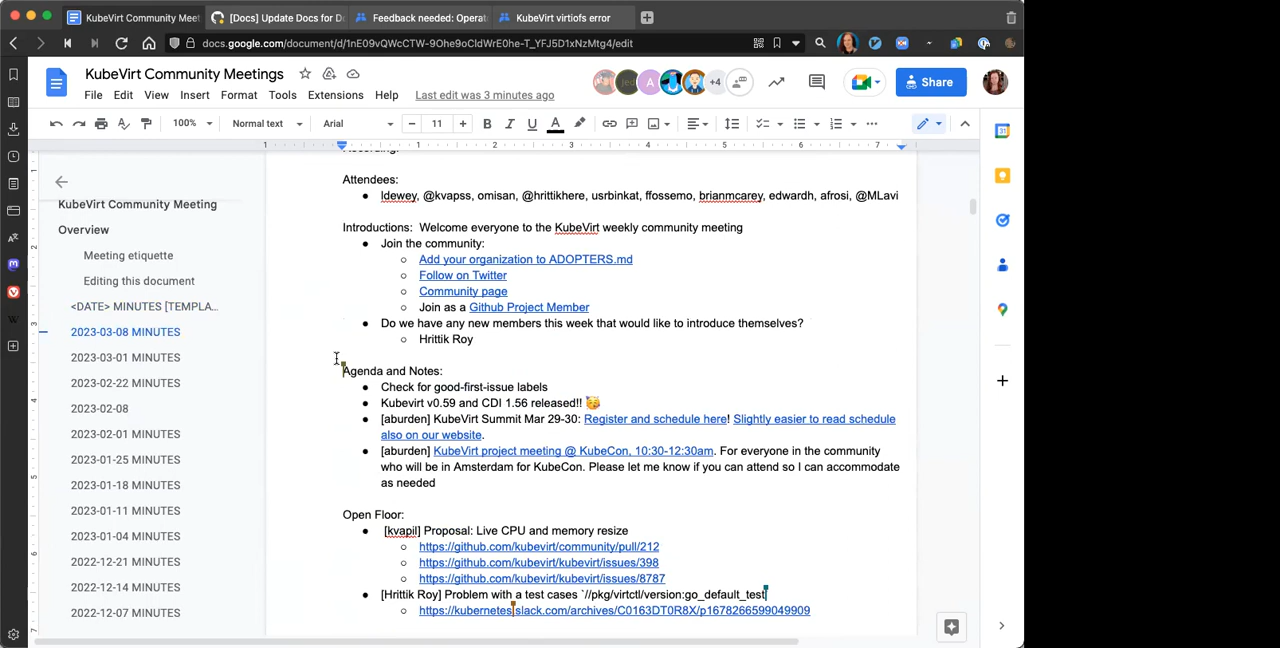 KubeVirt Community Meet
[Docs] Update Docs for Do
Feedback needed: Operat
KubeVirt virtiofs error
docs.google.com/document/d/1nE09vQWcCTW-9Ohe9oCldWrE0he-T_YFJ5D1xNzMtg4/edit
KubeVirt Community Meetings
File Edit View Insert Format Tools Extensions Help Last edit was 3 minutes ago
jed A +4 Share
100% Normal text Arial 11
1 1 2 3 4 5 6 7
Attendees:
ldewey, @kvapss, omisan, @hrittikhere, usrbinkat, ffossemo, brianmcarey, edwardh, afrosi, @MLavi
KubeVirt Community Meeting
Overview
Meeting etiquette
Editing this document
<DATE> MINUTES [TEMPLA...
2023-03-08 MINUTES
2023-03-01 MINUTES
2023-02-22 MINUTES
2023-02-08
2023-02-01 MINUTES
2023-01-25 MINUTES
2023-01-18 MINUTES
2023-01-11 MINUTES
2023-01-04 MINUTES
2022-12-21 MINUTES
2022-12-14 MINUTES
2022-12-07 MINUTES
Introductions: Welcome everyone to the KubeVirt weekly community meeting
Join the community:
Add your organization to ADOPTERS.md
Follow on Twitter
Community page
Join as a Github Project Member
Do we have any new members this week that would like to introduce themselves?
Hrittik Roy
Agenda and Notes:
Check for good-first-issue labels
Kubevirt v0.59 and CDI 1.56 released!! 🥳
[aburden] KubeVirt Summit Mar 29-30: Register and schedule here! Slightly easier to read schedule
also on our website.
[aburden] KubeVirt project meeting @ KubeCon, 10:30-12:30am. For everyone in the community
who will be in Amsterdam for KubeCon. Please let me know if you can attend so I can accommodate
as needed
Open Floor:
[kvapil] Proposal: Live CPU and memory resize
https://github.com/kubevirt/community/pull/212
https://github.com/kubevirt/kubevirt/issues/398
https://github.com/kubevirt/kubevirt/issues/8787
[Hrittik Roy] Problem with a test cases `//pkg/virtctl/version:go_default_test
https://kubernetes.slack.com/archives/C0163DT0R8X/p1678266599049909